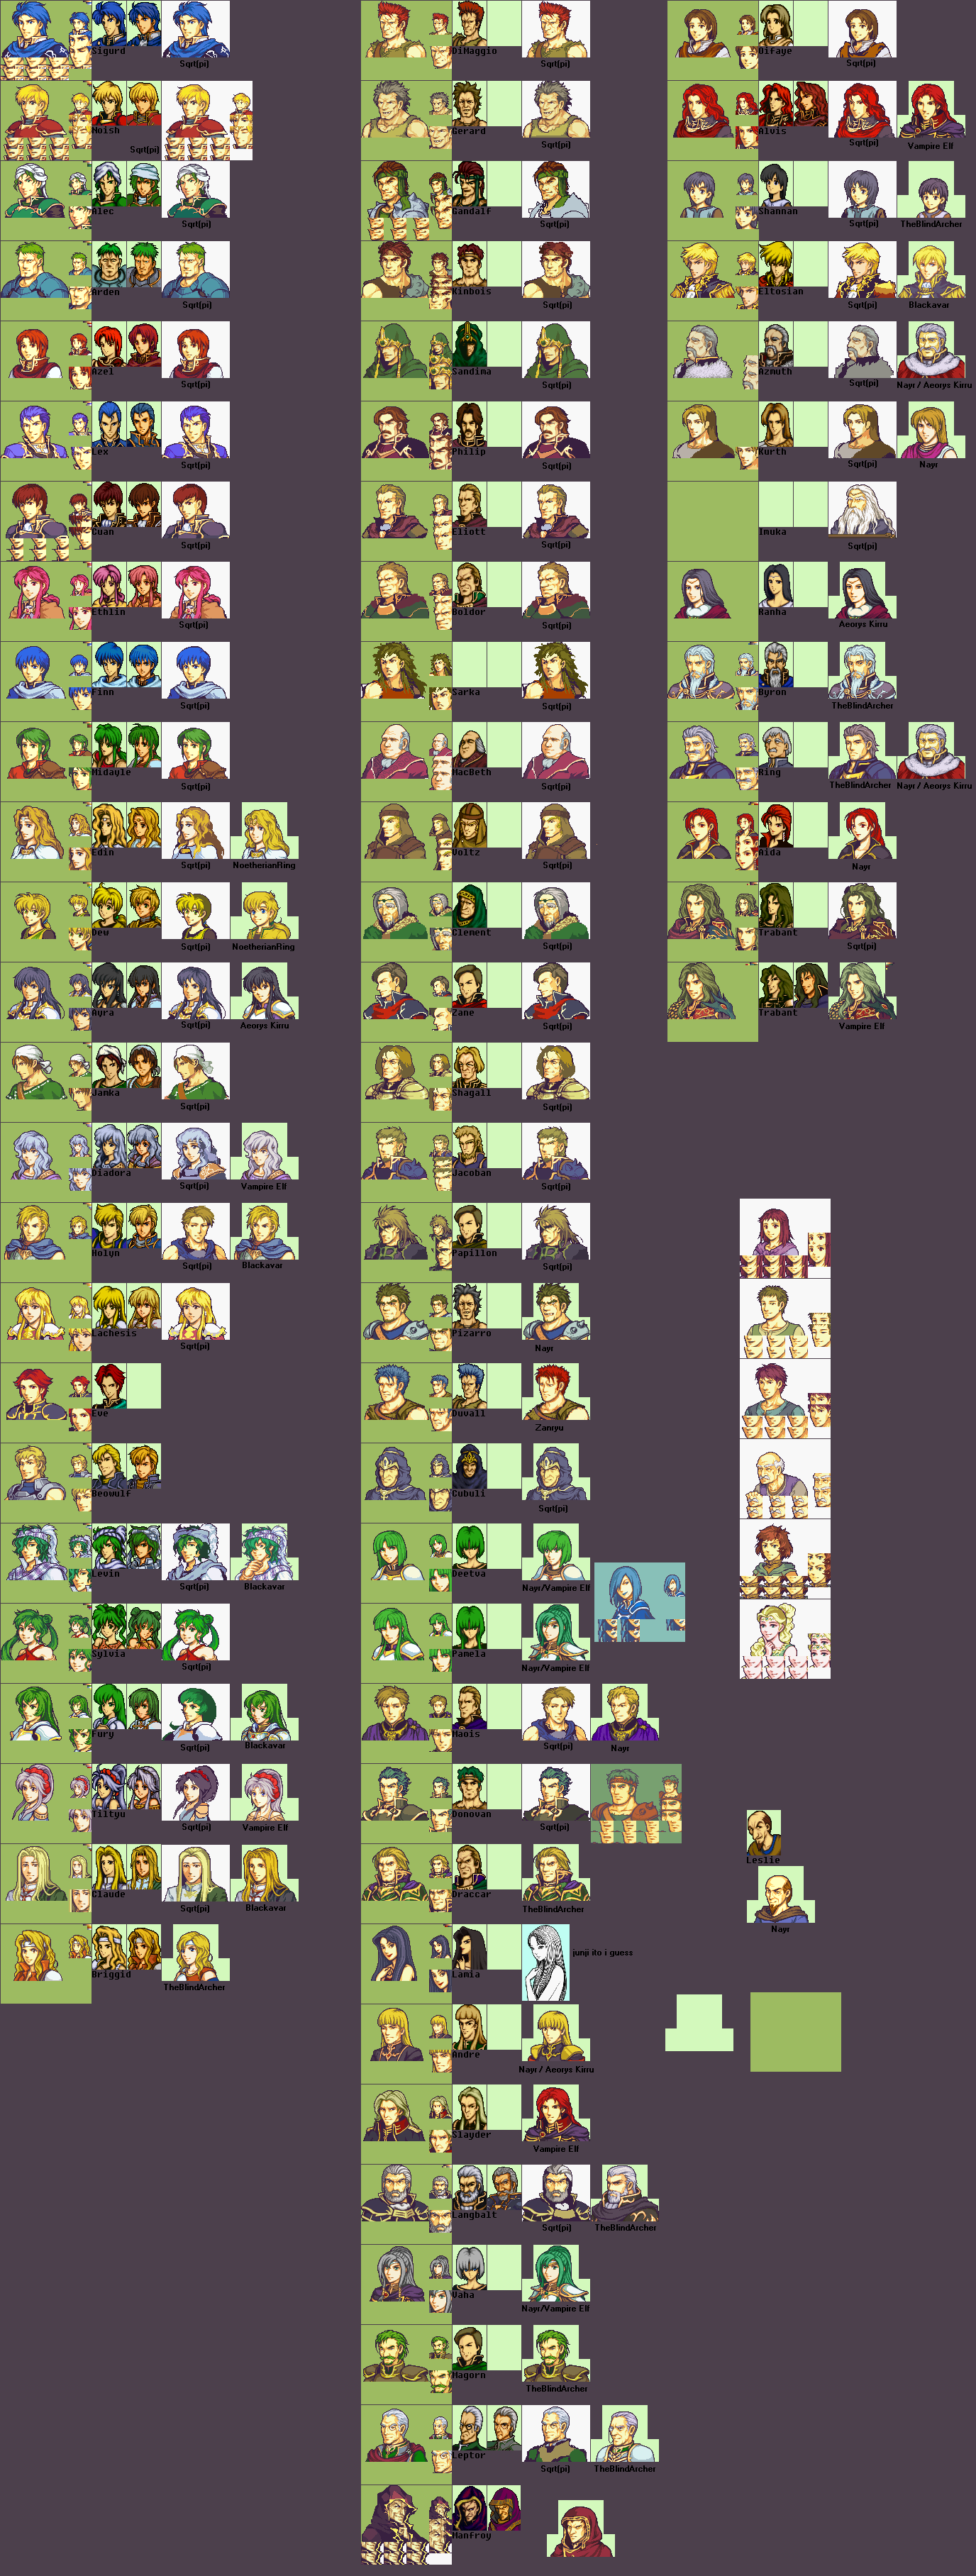 Sigurd
Sqrt(pi)
Noish
Sqrt(pi)
Alec
Sqrt(pi)
Arden
Sqrt(pi)
Azel
Sqrt(pi)
Lex
Sqrt(pi)
Cuan
Sqrt(pi)
Ethlin
Sqrt(pi)
Finn
Sqrt(pi)
Midayle
Sqrt(pi)
Edin
Sqrt(pi)
NoetherianRing
Dew
Sqrt(pi)
NoetherianRing
Ayra
Sqrt(pi)
Aeorys Kirru
Jamka
Sqrt(pi)
Diadora
Sqrt(pi)
Vampire Elf
Holyn
Sqrt(pi)
Blackavar
Lachesis
Sqrt(pi)
Eve
Beowulf
Levin
Sqrt(pi)
Blackavar
Sylvia
Sqrt(pi)
Fury
Sqrt(pi)
Blackavar
Tiltyu
Sqrt(pi)
Vampire Elf
Claude
Sqrt(pi)
Blackavar
Briggid
TheBlindArcher
DiMaggio
Sqrt(pi)
Gerard
Sqrt(pi)
Gandalf
Sqrt(pi)
Kinbois
Sqrt(pi)
Sandima
Sqrt(pi)
Philip
Sqrt(pi)
Eliott
Sqrt(pi)
Boldor
Sqrt(pi)
Sarka
Sqrt(pi)
MacBeth
Sqrt(pi)
Voltz
Sqrt(pi)
Clement
Sqrt(pi)
Zane
Sqrt(pi)
Shagall
Sqrt(pi)
Jacoban
Sqrt(pi)
Papillon
Sqrt(pi)
Pizarro
Nayr
Duvall
Zanryu
Cubuli
Sqrt(pi)
Deetva
Nayr/Vampire Elf
Pamela
Nayr/Vampire Elf
Maois
Sqrt(pi)
Nayr
Donovan
Sqrt(pi)
Draccar
TheBlindArcher
Lamia
junji ito i guess
Andre
Nayr / Aeorys Kirru
Slayder
Vampire Elf
Langbalt
Sqrt(pi)
TheBlindArcher
Vaha
Nayr/Vampire Elf
Magorn
TheBlindArcher
Leptor
Sqrt(pi)
TheBlindArcher
Manfroy
Difaye
Sqrt(pi)
Alvis
Sqrt(pi)
Vampire Elf
Shannan
Sqrt(pi)
TheBlindArcher
Eltosian
Sqrt(pi)
Blackavar
Azmuth
Sqrt(pi)
Nayr / Aeorys Kirru
Kurth
Sqrt(pi)
Nayr
Imuka
Sqrt(pi)
Ranha
Aeorys Kirru
Byron
TheBlindArcher
Ring
TheBlindArcher
Nayr / Aeorys Kirru
Aida
Nayr
Trabant
Sqrt(pi)
Trabant
Vampire Elf
Leslie
Nayr